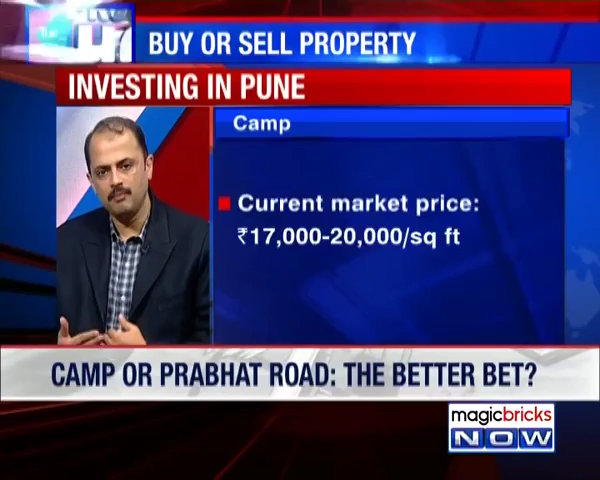 BUY OR SELL PROPERTY
INVESTING IN PUNE
Camp
Current market price:
₹17,000-20,000/sq ft
CAMP OR PRABHAT ROAD: THE BETTER BET?
magicbricks
NOW